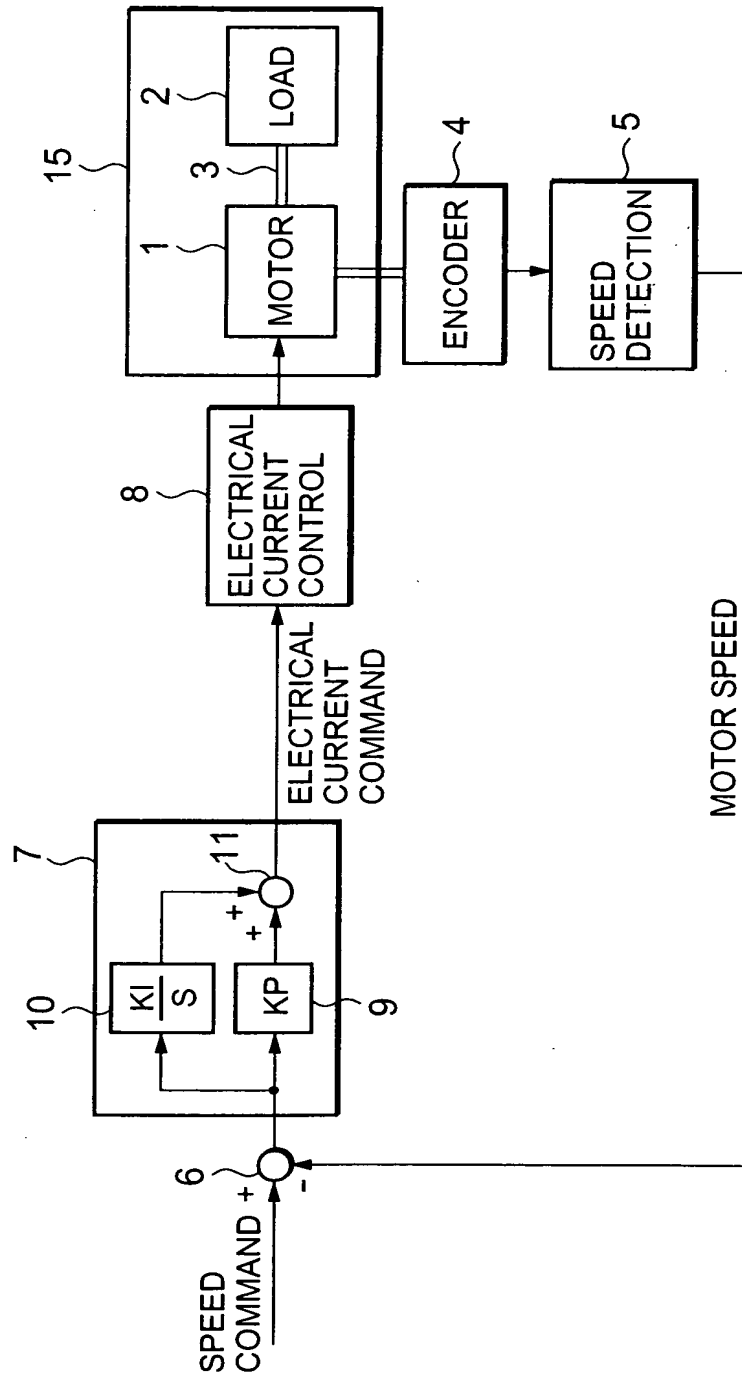 SPEED
COMMAND
+
-
6
7
10
KI
S
KP
9
+
+
11
ELECTRICAL
CURRENT
COMMAND
8
ELECTRICAL
CURRENT
CONTROL
15
1
MOTOR
3
2
LOAD
4
ENCODER
5
SPEED
DETECTION
MOTOR SPEED